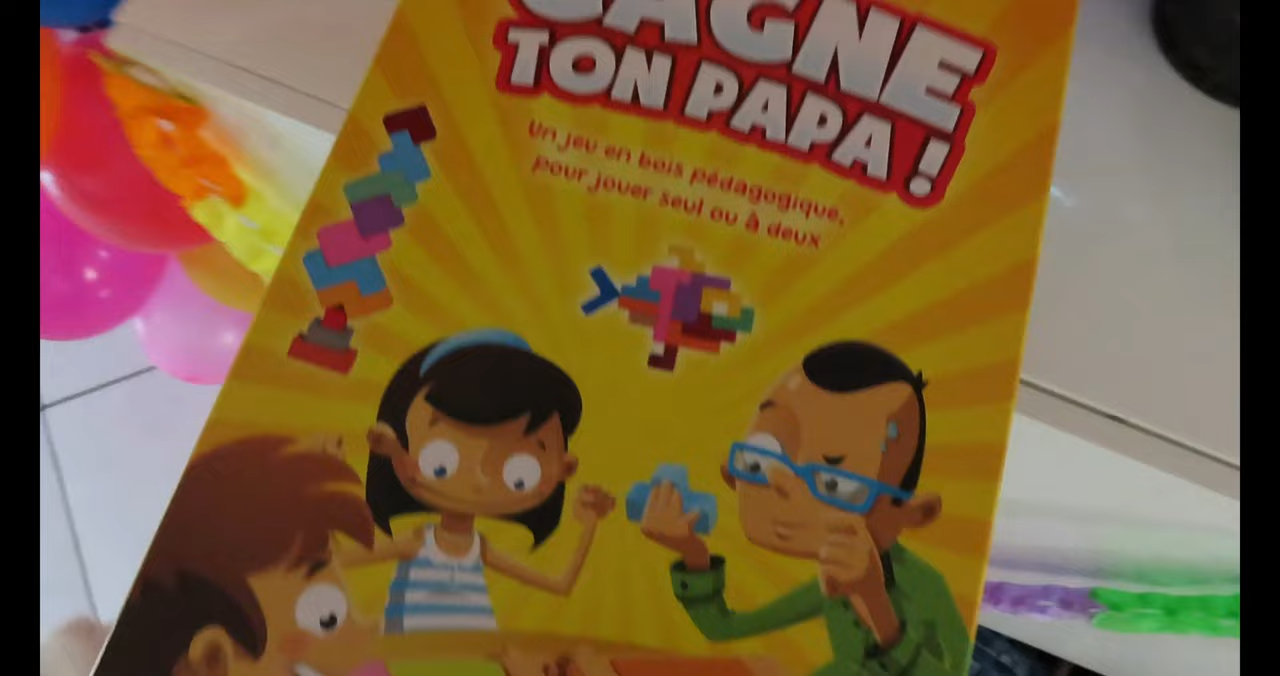 GAGNE
TON PAPA !
Un jeu en bois pédagogique,
pour jouer seul ou à deux